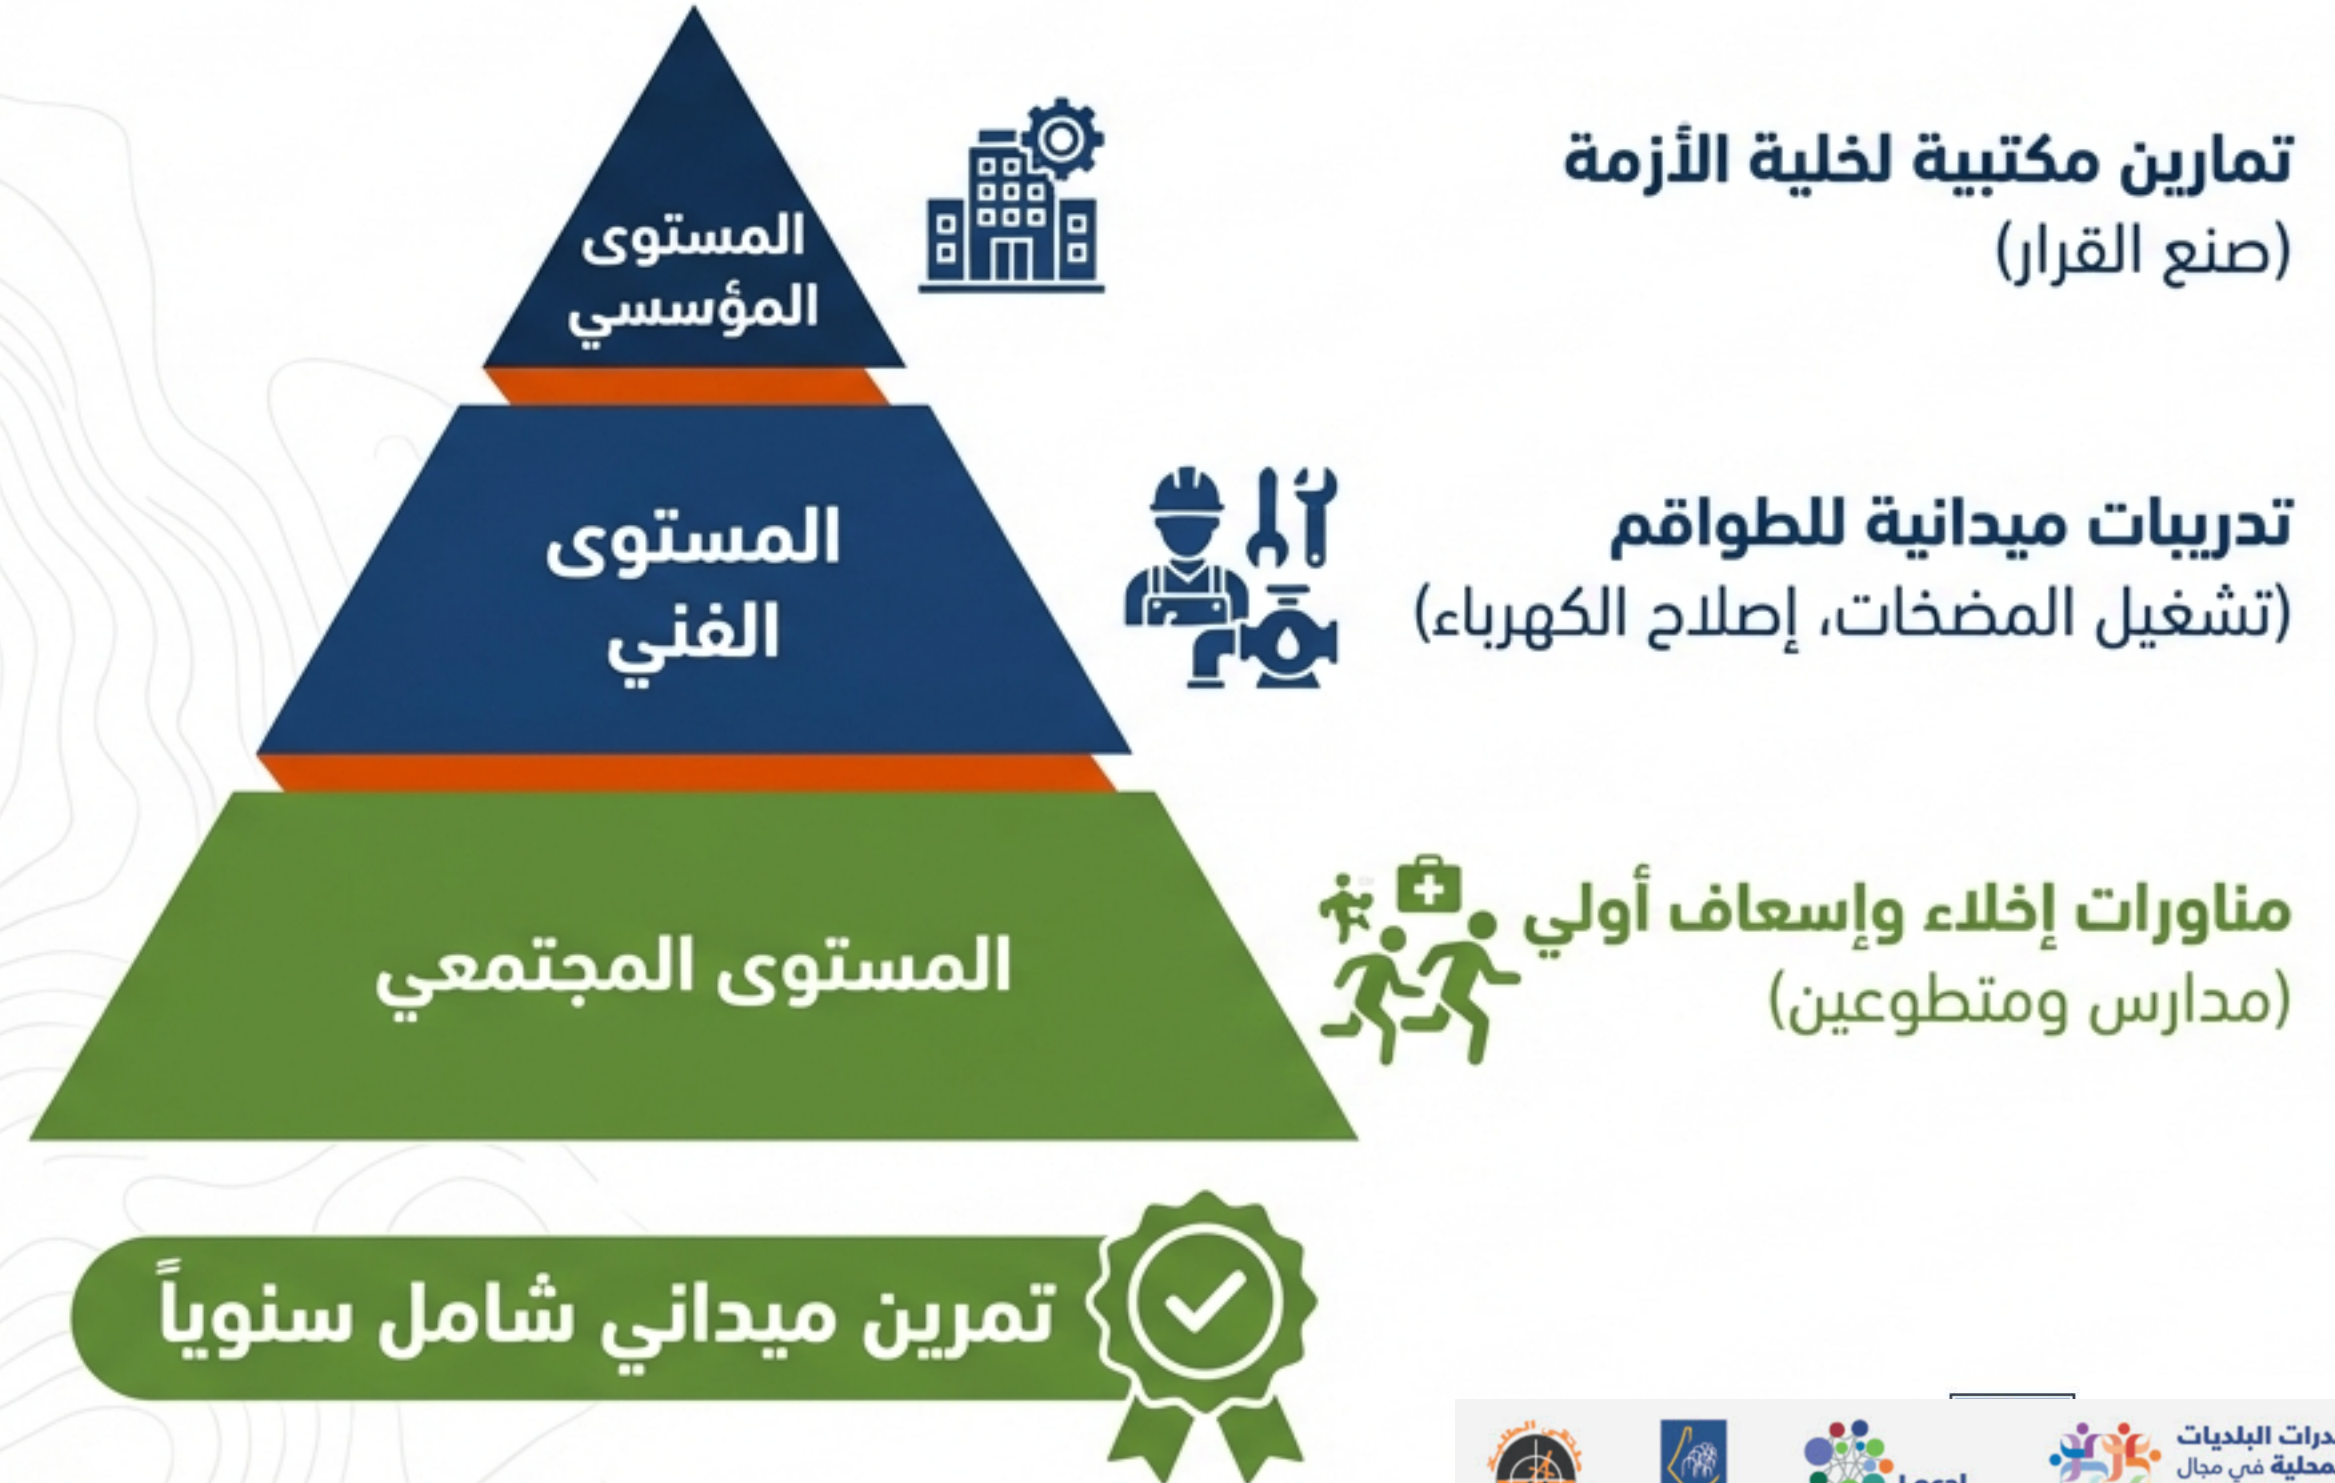 المستوى
المؤسسي
تمارين مكتبية لخلية الأزمة
(صنع القرار)
المستوى
الفني
تدريبات ميدانية للطواقم
(تشغيل المضخات، إصلاح الكهرباء)
المستوى المجتمعي
مناورات إخلاء وإسعاف أولي
(مدارس ومتطوعين)
تمرين ميداني شامل سنوياً
البلديات
في مجال